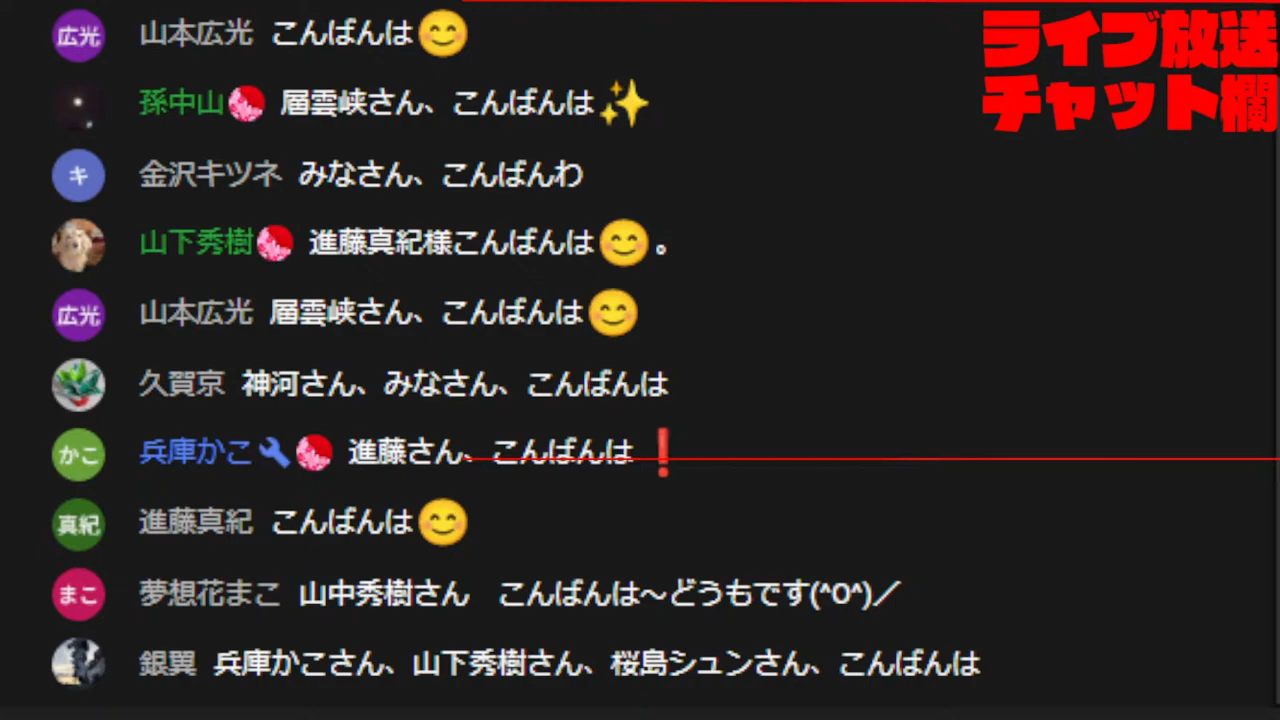 ライブ放送
チャット欄
広光 山本広光 こんばんは😊
孫中山 層雲峡さん、こんばんは✨
キ 金沢キツネ みなさん、こんばんわ
山下秀樹 進藤真紀様こんばんは😊。
広光 山本広光 層雲峡さん、こんばんは😊
久賀京 神河さん、みなさん、こんばんは
かこ 兵庫かこ 進藤さん、こんばんは❗
真紀 進藤真紀 こんばんは😊
まこ 夢想花まこ 山中秀樹さん　こんばんは～どうもです(^O^)／
銀翼 兵庫かこさん、山下秀樹さん、桜島シュンさん、こんばんは